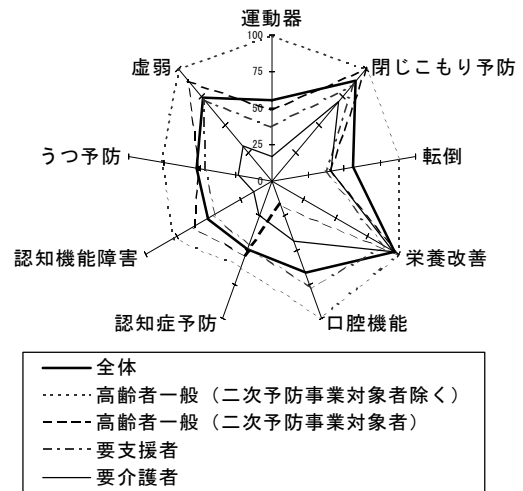 運動器
100
75
50
25
0
閉じこもり予防
転倒
栄養改善
口腔機能
認知症予防
認知機能障害
うつ予防
虚弱
全体
高齢者一般（二次予防事業対象者除く）
高齢者一般（二次予防事業対象者）
要支援者
要介護者